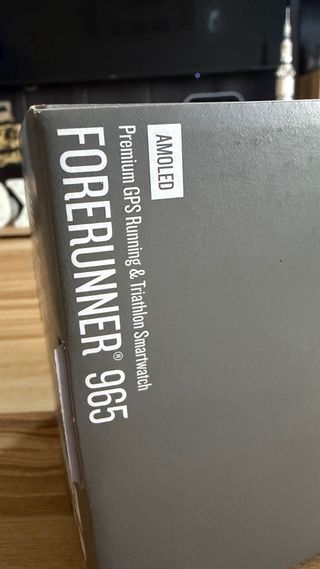 AMOLED
Premium GPS Running & Triathlon Smartwatch
FORERUNNER® 965